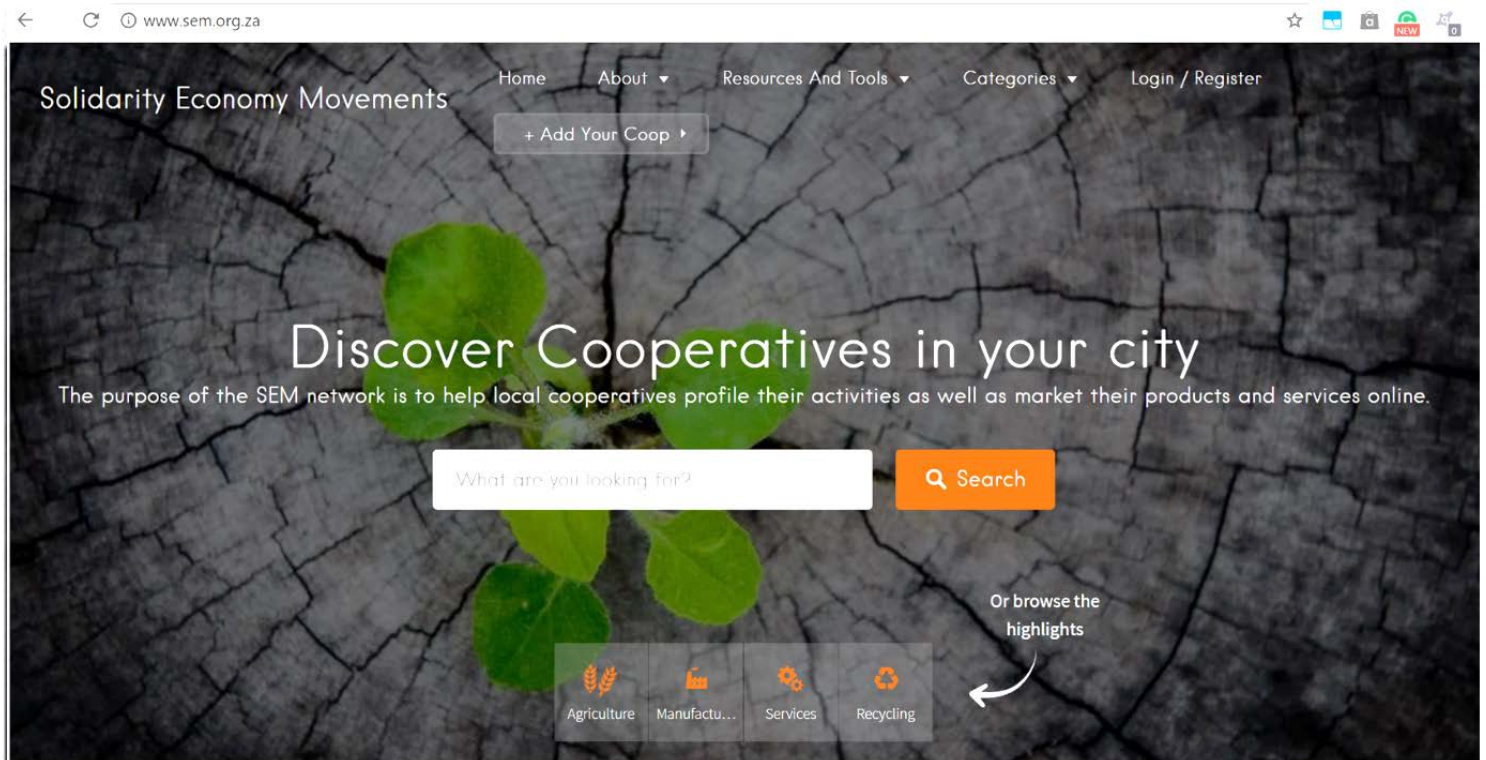 www.sem.org.za
NEW
0
Solidarity Economy Movements
Home About Resources And Tools Categories Login / Register
+ Add Your Coop
Discover Cooperatives in your city
The purpose of the SEM network is to help local cooperatives profile their activities as well as market their products and services online.
What are you looking for?
Search
Or browse the
highlights
Agriculture Manufactu... Services Recycling